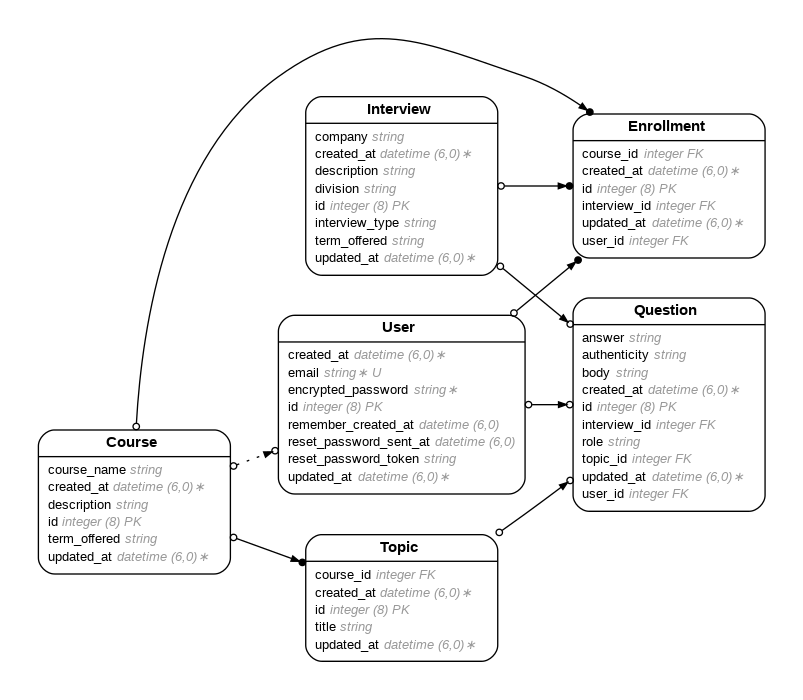 Interview
company string
created_at datetime (6,0)∗
description string
division string
id integer (8) PK
interview_type string
term_offered string
updated_at datetime (6,0)∗
Enrollment
course_id integer FK
created_at datetime (6,0)∗
id integer (8) PK
interview_id integer FK
updated_at datetime (6,0)∗
user_id integer FK
User
created_at datetime (6,0)∗
email string∗ U
encrypted_password string∗
id integer (8) PK
remember_created_at datetime (6,0)
reset_password_sent_at datetime (6,0)
reset_password_token string
updated_at datetime (6,0)∗
Question
answer string
authenticity string
body string
created_at datetime (6,0)∗
id integer (8) PK
interview_id integer FK
role string
topic_id integer FK
updated_at datetime (6,0)∗
user_id integer FK
Course
course_name string
created_at datetime (6,0)∗
description string
id integer (8) PK
term_offered string
updated_at datetime (6,0)∗
Topic
course_id integer FK
created_at datetime (6,0)∗
id integer (8) PK
title string
updated_at datetime (6,0)∗